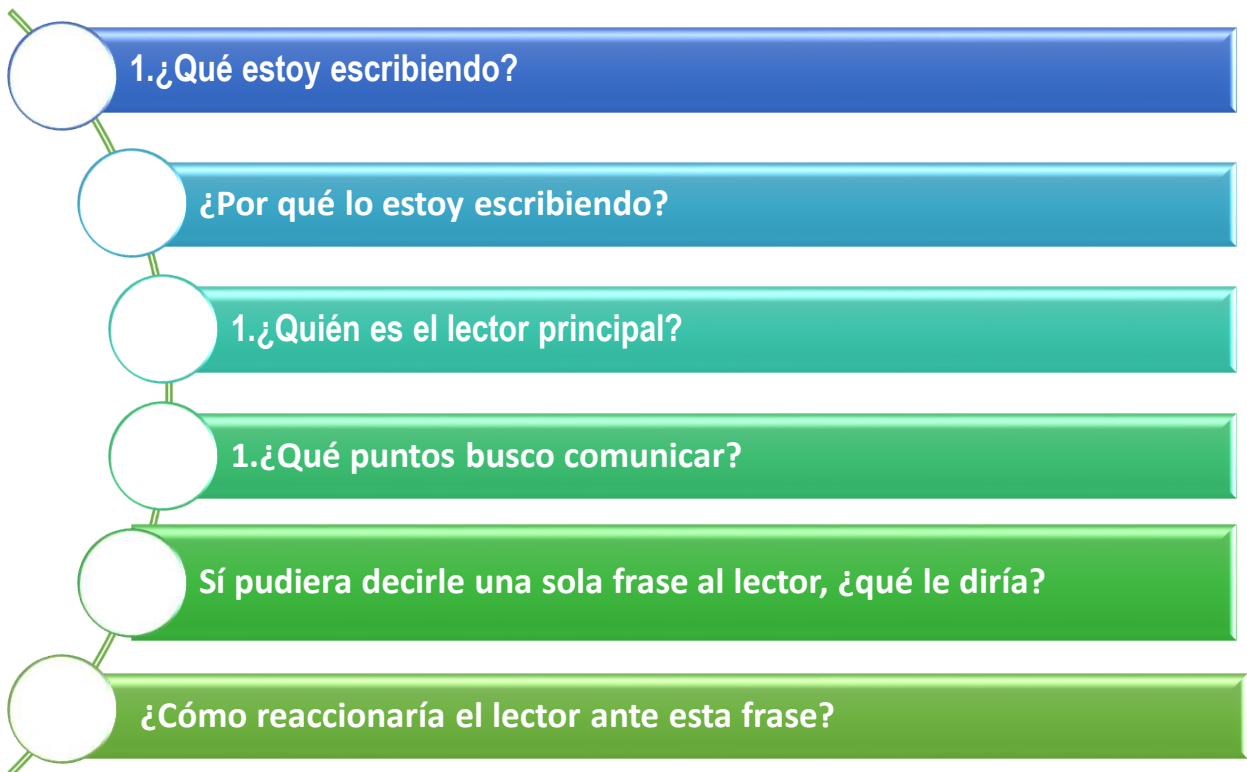 1.¿Qué estoy escribiendo?
¿Por qué lo estoy escribiendo?
1.¿Quién es el lector principal?
1.¿Qué puntos busco comunicar?
Sí pudiera decirle una sola frase al lector, ¿qué le diría?
¿Cómo reaccionaría el lector ante esta frase?